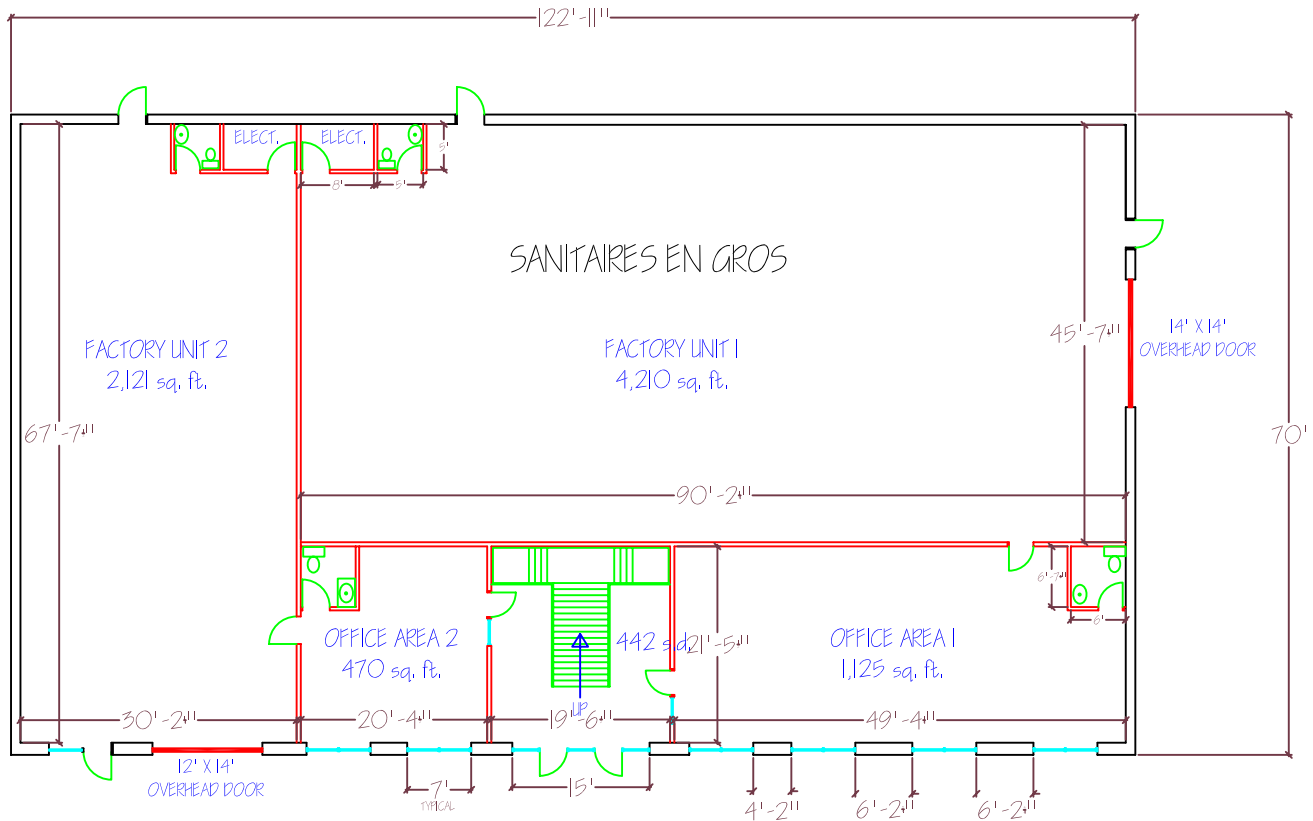 122'-11"
ELECT.
ELECT.
5'
8'
5'
SANITAIRES EN GROS
45'-7"
14' X 14'
OVERHEAD DOOR
FACTORY UNIT 2
2,121 sq. ft.
FACTORY UNIT 1
4,210 sq. ft.
67'-7"
70'
90'-2"
6'-7"
6'
OFFICE AREA 2
470 sq. ft.
442 s.d.
21'-5"
OFFICE AREA 1
1,125 sq. ft.
UP
30'-2"
20'-4"
19'-6"
49'-4"
12' X 14'
OVERHEAD DOOR
7'
TYPICAL
15'
4'-2"
6'-2"
6'-2"